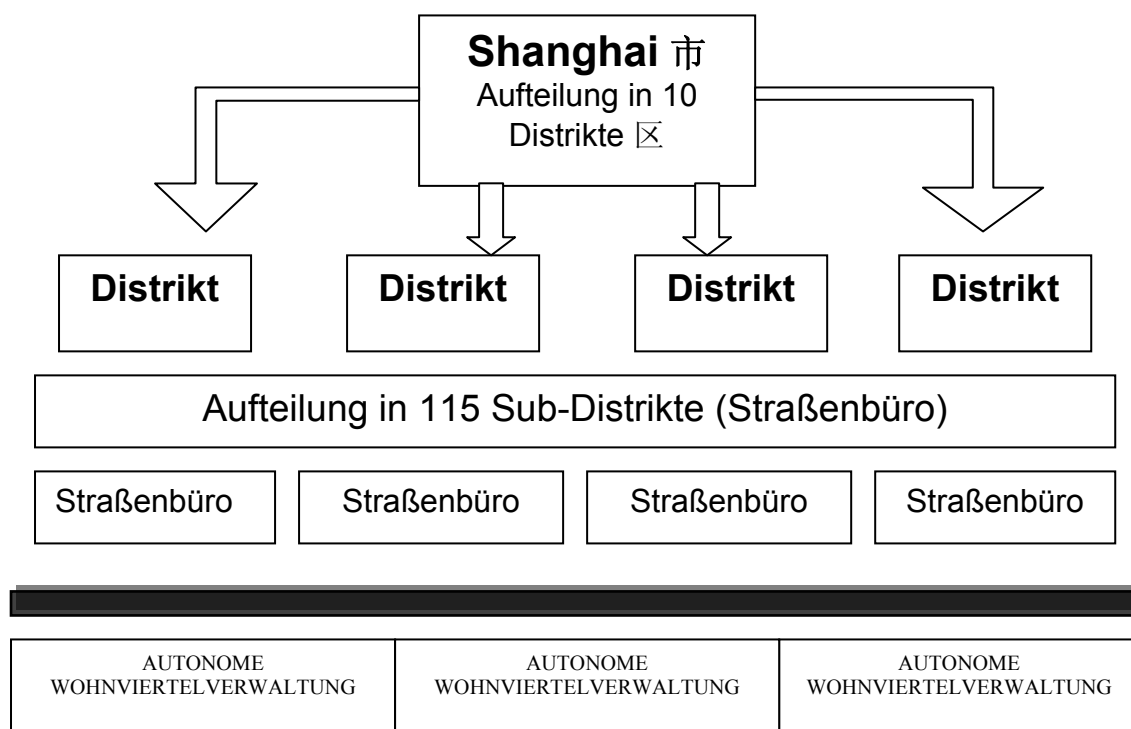 Shanghai 市
Aufteilung in 10
Distrikte 区
Distrikt
Distrikt
Distrikt
Distrikt
Aufteilung in 115 Sub-Distrikte (Straßenbüro)
Straßenbüro
Straßenbüro
Straßenbüro
Straßenbüro
AUTONOME
WOHNVIERTELVERWALTUNG
AUTONOME
WOHNVIERTELVERWALTUNG
AUTONOME
WOHNVIERTELVERWALTUNG